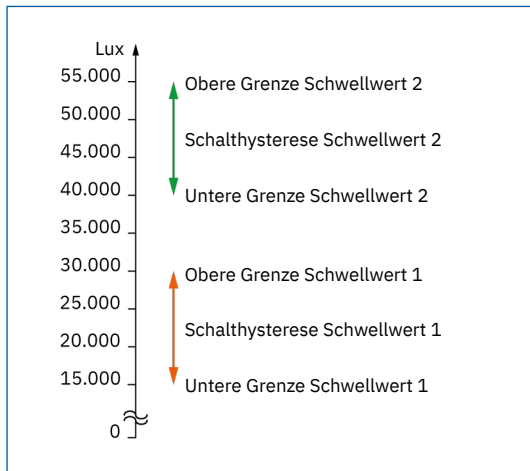 Lux
55.000
Obere Grenze Schwellwert 2
50.000
Schalthysterese Schwellwert 2
45.000
40.000
Untere Grenze Schwellwert 2
35.000
30.000
Obere Grenze Schwellwert 1
25.000
Schalthysterese Schwellwert 1
20.000
15.000
Untere Grenze Schwellwert 1
0